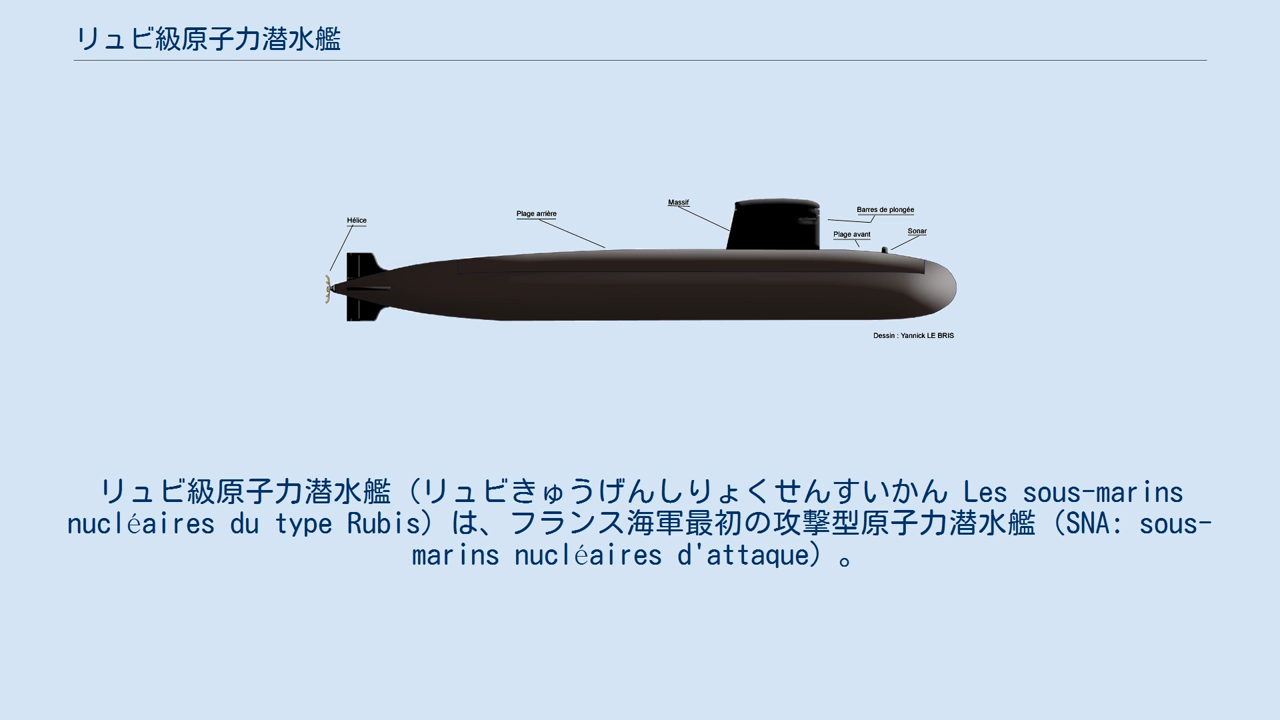 リュビ級原子力潜水艦
Massif
Barres de plongée
Plage arrière
Hélice
Plage avant
Sonar
Dessin : Yannick LE BRIS
リュビ級原子力潜水艦（リュビきゅうげんしりょくせんすいかん Les sous-marins
nucléaires du type Rubis）は、フランス海軍最初の攻撃型原子力潜水艦（SNA: sous-
marins nucléaires d'attaque）。